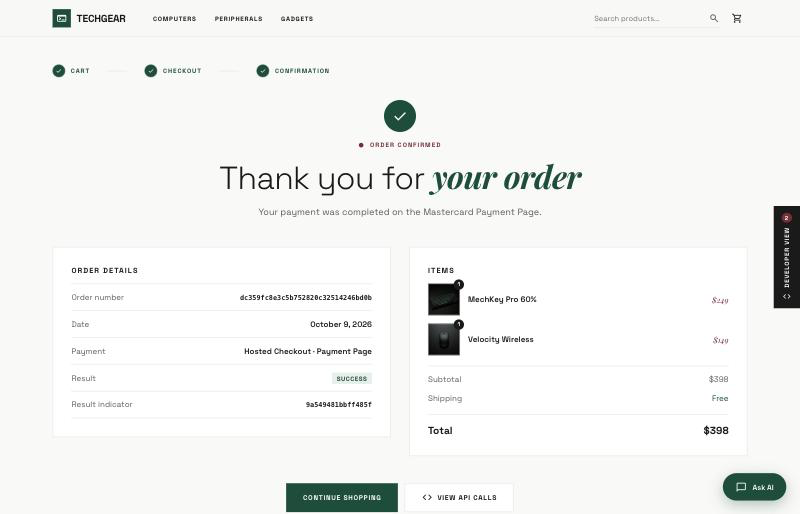 TECHGEAR
COMPUTERS PERIPHERALS GADGETS
Search products...
CART CHECKOUT CONFIRMATION
ORDER CONFIRMED
Thank you for your order
Your payment was completed on the Mastercard Payment Page.
ORDER DETAILS
Order number dc359fc8e3c5b752820c32514246bd0b
Date October 9, 2026
Payment Hosted Checkout · Payment Page
Result SUCCESS
Result indicator 9a549481bbff485f
ITEMS
1
MechKey Pro 60% $249
1
Velocity Wireless $149
Subtotal $398
Shipping Free
Total $398
CONTINUE SHOPPING
VIEW API CALLS
DEVELOPER VIEW 2
Ask AI